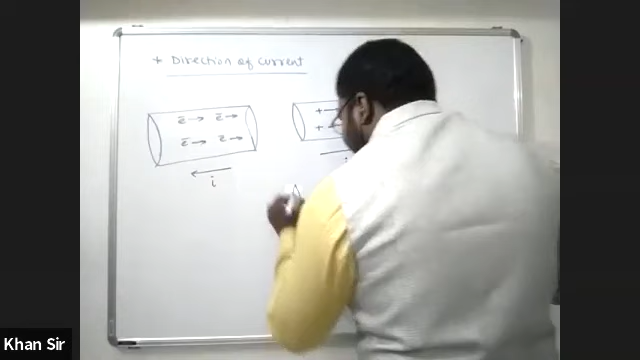 * Direction of current
e → e → + →
e → e → +
← i
i
Khan Sir